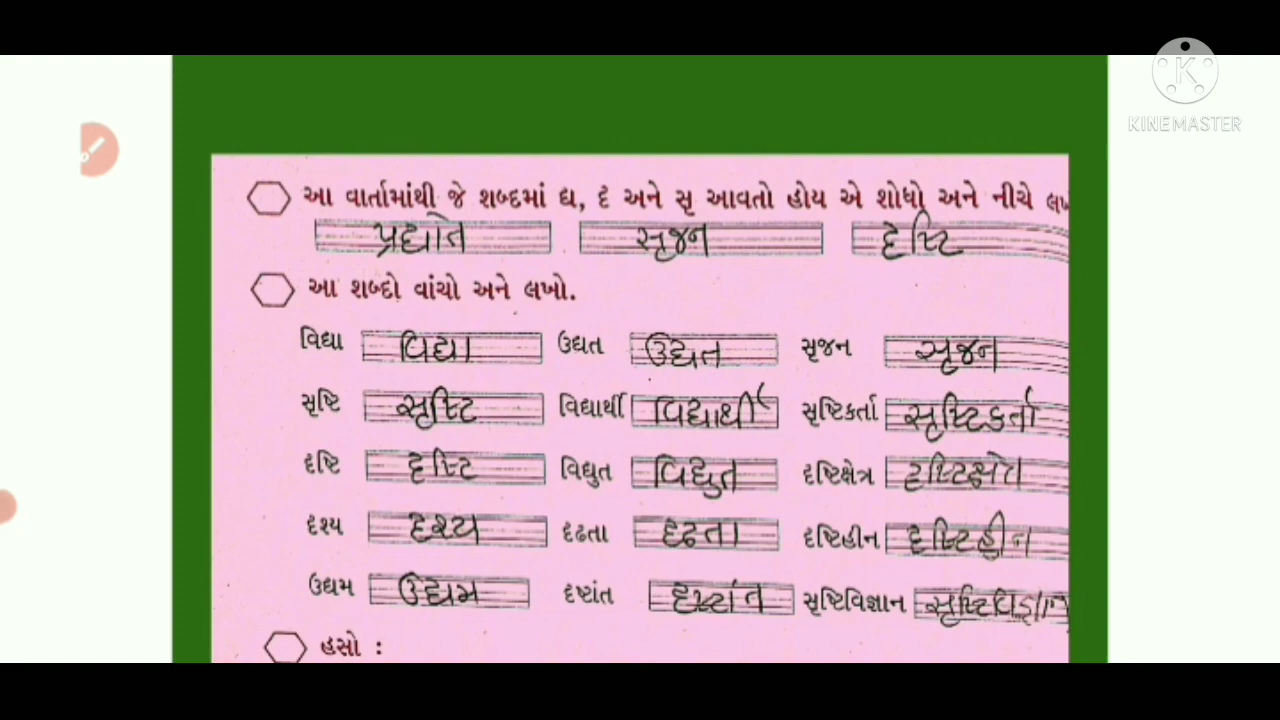 KINEMASTER
આ વાર્તામાંથી જે શબ્દમાં દ્ય, દૃ અને સૃ આવતો હોય એ શોધો અને નીચે
પ્રદ્યોત સૃજન દૃષ્ટિ
આ શબ્દો વાંચો અને લખો.
વિદ્યા વિદ્યા ઉદ્યત ઉદ્યત સૃજન સૃજન
સૃષ્ટિ સૃષ્ટિ વિદ્યાર્થી વિદ્યાર્થી સૃષ્ટિકર્તા સૃષ્ટિકર્તા
દૃષ્ટિ દૃષ્ટિ વિદ્યુત વિદ્યુત દૃષ્ટિક્ષેત્ર દૃષ્ટિક્ષેત્ર
દૃશ્ય દૃશ્ય દૃઢતા દૃઢતા દૃષ્ટિહીન દૃષ્ટિહીન
ઉદ્યમ ઉદ્યમ દૃષ્ટાંત દૃષ્ટાંત સૃષ્ટિવિજ્ઞાન સૃષ્ટિવિજ્ઞાન
હસો :